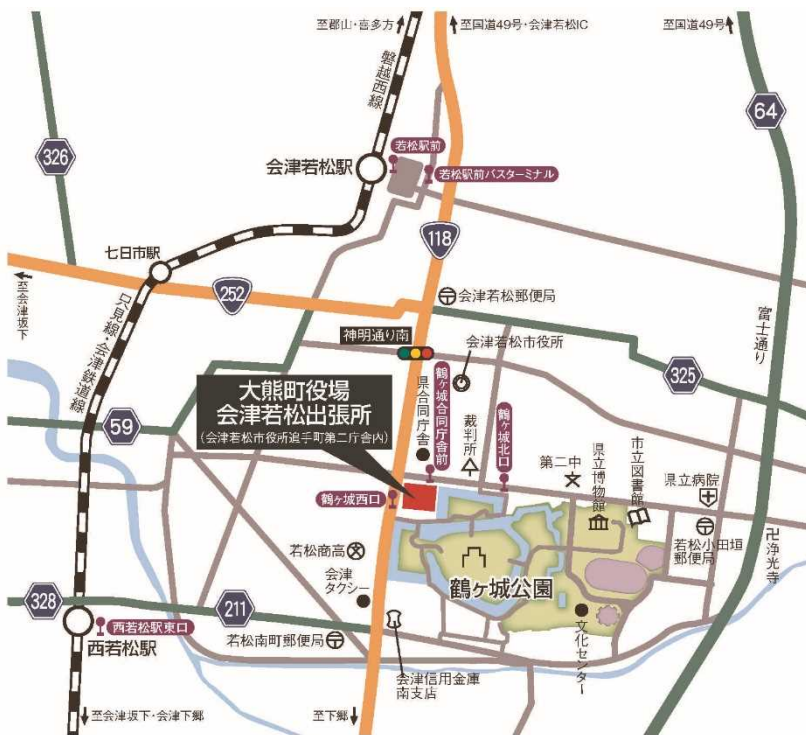 至郡山・喜多方
至国道49号・会津若松IC
至国道49号
磐越西線
64
326
若松駅前
会津若松駅
若松駅前バスターミナル
118
七日市駅
至会津坂下
252
会津若松郵便局
富士通り
只見線・会津鉄道線
神明通り南
会津若松市役所
325
大熊町役場
会津若松出張所
(会津若松市役所追手町第二庁舎内)
59
県合同庁舎
鶴ヶ城合同庁舎前
裁判所
鶴ヶ城北口
第二中
県立博物館
市立図書館
県立病院
鶴ヶ城西口
若松小田垣
郵便局
卍浄光寺
若松商高
会津
タクシー
鶴ヶ城公園
328
211
西若松駅東口
西若松駅
若松南町郵便局
文化センター
会津信用金庫
南支店
至会津坂下・会津下郷
至下郷